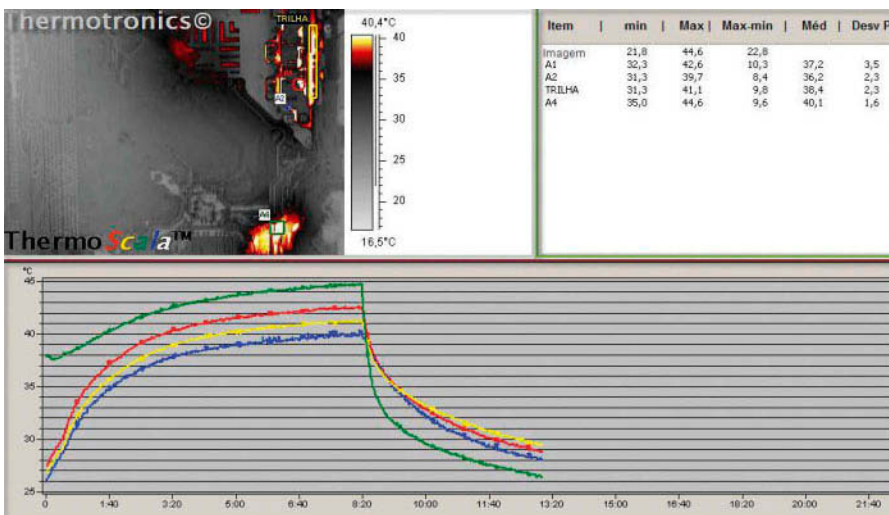 Thermotronics©
TRILHA
A2
A4
ThermoScala™
40,4°C
40
35
30
25
20
16,5°C
Item | min | Max | Max-min | Méd | Desv P
Imagem 21,8 44,6 22,8
A1 32,3 42,6 10,3 37,2 3,5
A2 31,3 39,7 8,4 36,2 2,3
TRILHA 31,3 41,1 9,8 38,4 2,3
A4 35,0 44,6 9,6 40,1 1,6
°C
45
40
35
30
25
0 1:40 3:20 5:00 6:40 8:20 10:00 11:40 13:20 15:00 16:40 18:20 20:00 21:40